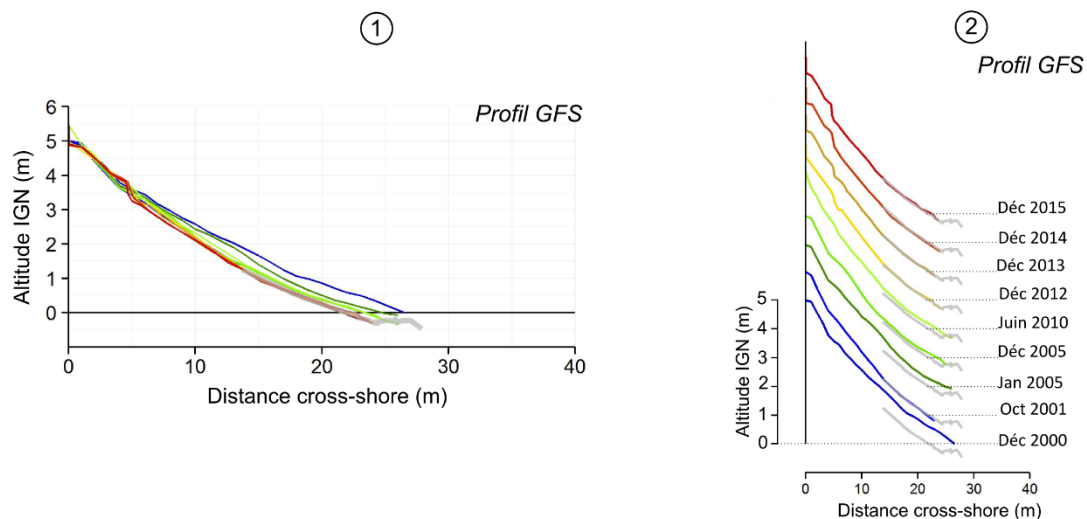 1
Profil GFS
6
5
4
3
2
1
0
Altitude IGN (m)
0 10 20 30 40
Distance cross-shore (m)
2
Profil GFS
Déc 2015
Déc 2014
Déc 2013
Déc 2012
Juin 2010
Déc 2005
Jan 2005
Oct 2001
Déc 2000
5
4
3
2
1
0
Altitude IGN (m)
0 10 20 30 40
Distance cross-shore (m)